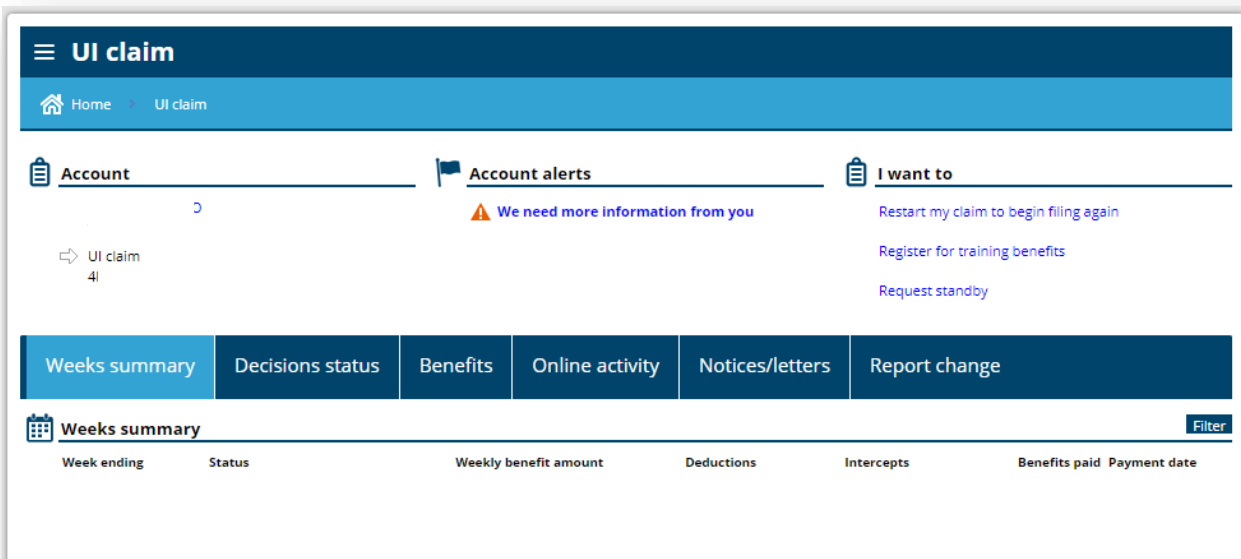 UI claim
Home UI claim
Account
UI claim
Account alerts
We need more information from you
I want to
Restart my claim to begin filing again
Register for training benefits
Request standby
Weeks summary Decisions status Benefits Online activity Notices/letters Report change
Weeks summary Filter
Week ending Status Weekly benefit amount Deductions Intercepts Benefits paid Payment date